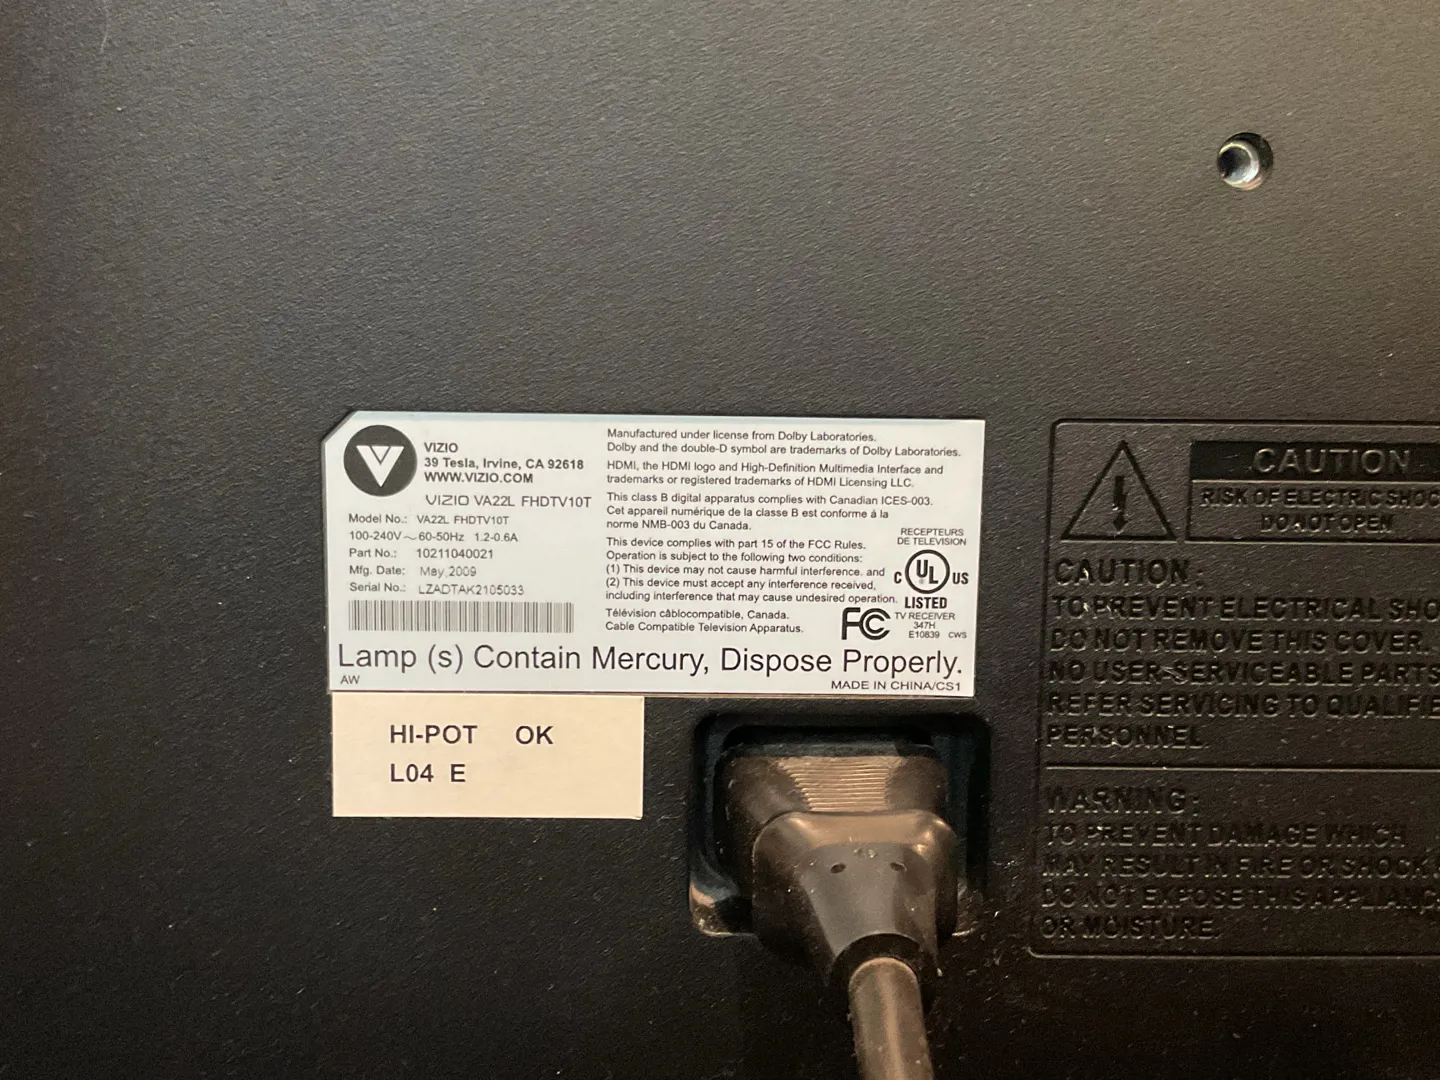 VIZIO
39 Tesla, Irvine, CA 92618
WWW.VIZIO.COM
VIZIO VA22L FHDTV10T
Model No.: VA22L FHDTV10T
100-240V～60-50Hz 1.2-0.6A
Part No.: 10211040021
Mfg. Date: May, 2009
Serial No.: LZADTAK2105033
Manufactured under license from Dolby Laboratories.
Dolby and the double-D symbol are trademarks of Dolby Laboratories.
HDMI, the HDMI logo and High-Definition Multimedia Interface and
trademarks or registered trademarks of HDMI Licensing LLC.
This class B digital apparatus complies with Canadian ICES-003.
Cet appareil numérique de la classe B est conforme á la
norme NMB-003 du Canada.
This device complies with part 15 of the FCC Rules.
Operation is subject to the following two conditions:
(1) This device may not cause harmful interference, and
(2) This device must accept any interference received,
including interference that may cause undesired operation.
Télévision câblocompatible, Canada.
Cable Compatible Television Apparatus.
RECEPTEURS
DE TELEVISION
C UL US
LISTED
FC TV RECEIVER
347H
E10839 CWS
Lamp (s) Contain Mercury, Dispose Properly.
AW
MADE IN CHINA/CS1
HI-POT OK
L04 E
CAUTION
RISK OF ELECTRIC SHOC
DO NOT OPEN
CAUTION:
TO PREVENT ELECTRICAL SHO
DO NOT REMOVE THIS COVER.
NO USER-SERVICEABLE PARTS
REFER SERVICING TO QUALIFIE
PERSONNEL.
WARNING:
TO PREVENT DAMAGE WHICH
MAY RESULT IN FIRE OR SHOCK
DO NOT EXPOSE THIS APPLIANC
OR MOISTURE.